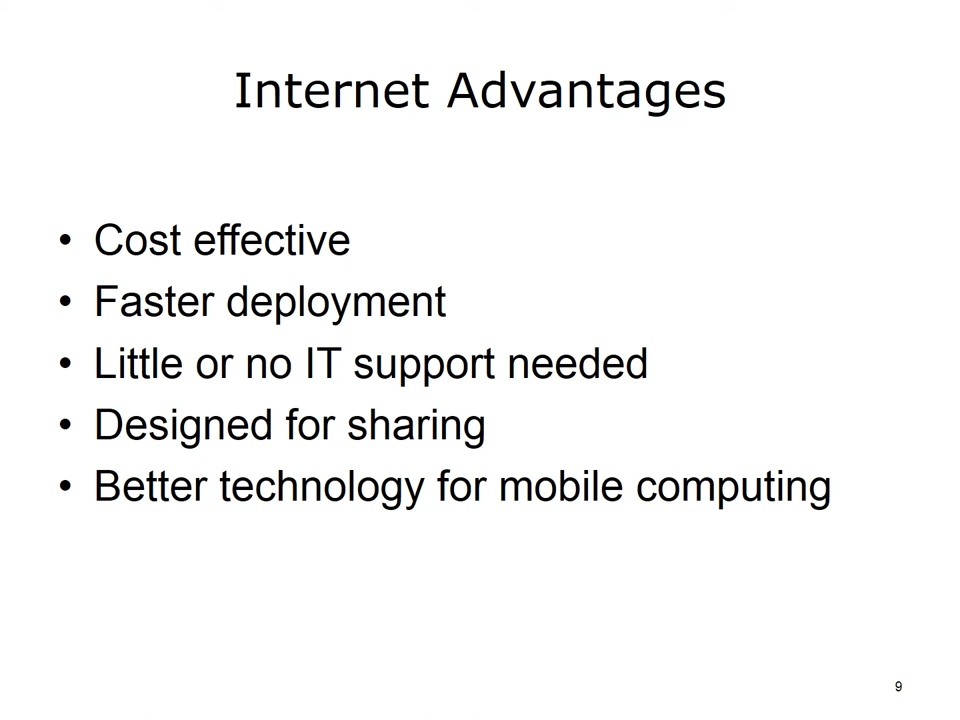 Internet Advantages
• Cost effective
• Faster deployment
• Little or no IT support needed
• Designed for sharing
• Better technology for mobile computing
9